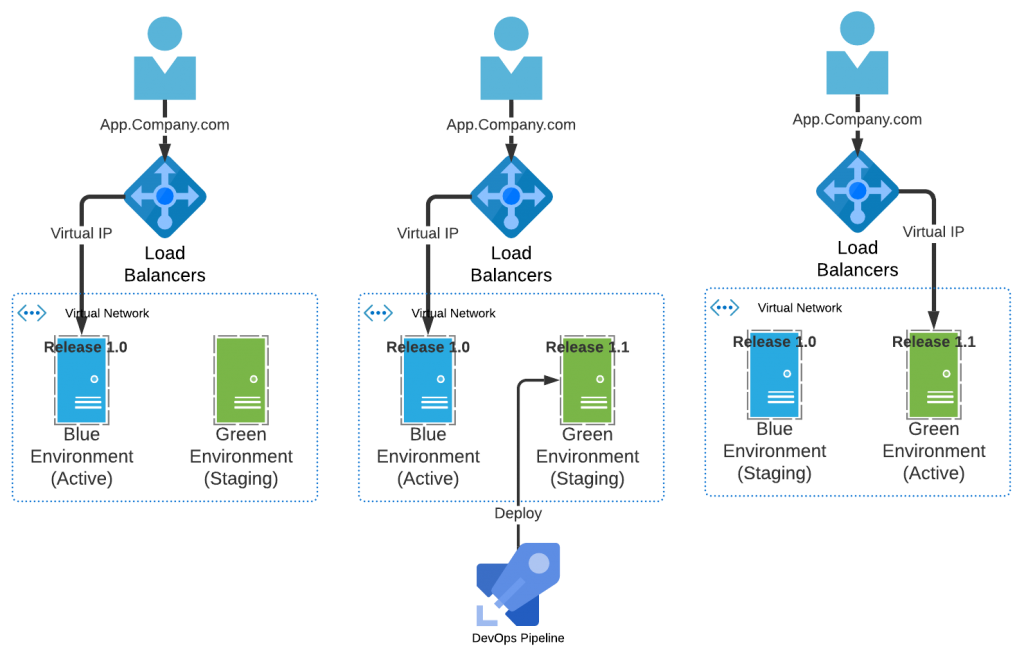 App.Company.com
Virtual IP
Load
Balancers
Virtual Network
Release 1.0
Blue
Environment
(Active)
Green
Environment
(Staging)
App.Company.com
Virtual IP
Load
Balancers
Virtual Network
Release 1.0
Release 1.1
Blue
Environment
(Active)
Green
Environment
(Staging)
Deploy
DevOps Pipeline
App.Company.com
Virtual IP
Load
Balancers
Virtual Network
Release 1.0
Release 1.1
Blue
Environment
(Staging)
Green
Environment
(Active)